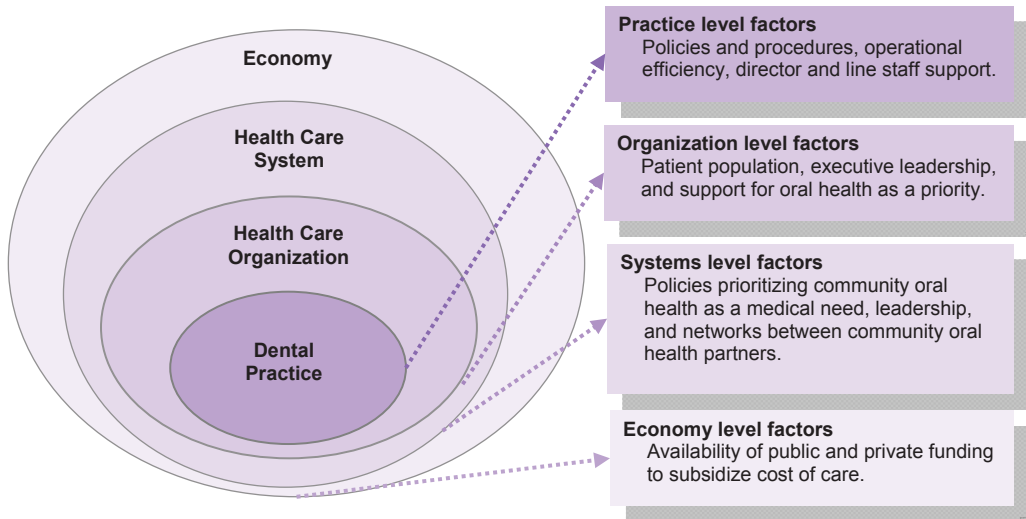 Economy
Health Care
System
Health Care
Organization
Dental
Practice
Practice level factors
Policies and procedures, operational
efficiency, director and line staff support.
Organization level factors
Patient population, executive leadership,
and support for oral health as a priority.
Systems level factors
Policies prioritizing community oral
health as a medical need, leadership,
and networks between community oral
health partners.
Economy level factors
Availability of public and private funding
to subsidize cost of care.